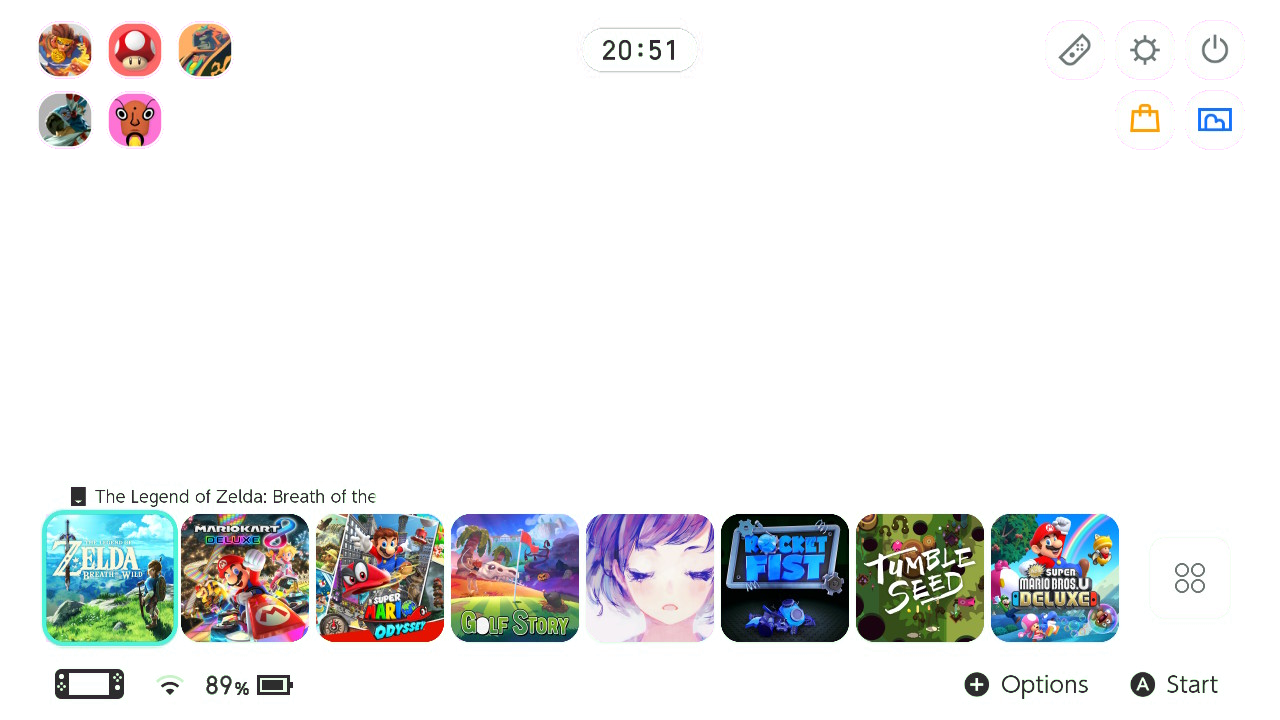 20:51
The Legend of Zelda: Breath of the
THE LEGEND OF
ZELDA
BREATH OF THE WILD
MARIOKART 8
DELUXE
SUPER
MARIO
ODYSSEY
GOLF STORY
ROCKET
FIST
TUMBLE
SEED
SUPER
MARIO BROS. U
DELUXE
89%
+ Options
A Start